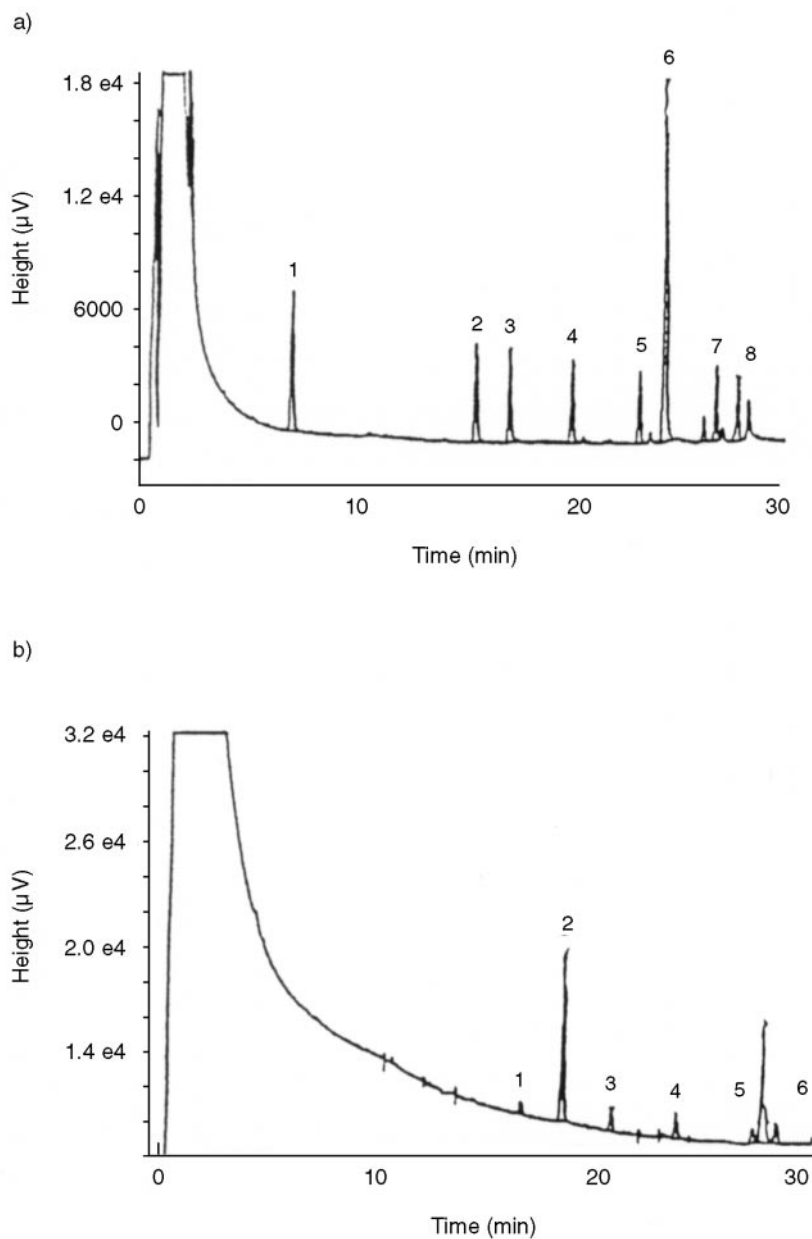 a)
6
1.8 e4
1.2 e4
6000
0
Height (µV)
1
2 3 4 5 7 8
0 10 20 30
Time (min)
b)
3.2 e4
2.6 e4
2.0 e4
1.4 e4
Height (µV)
2
1 3 4 5 6
0 10 20 30
Time (min)